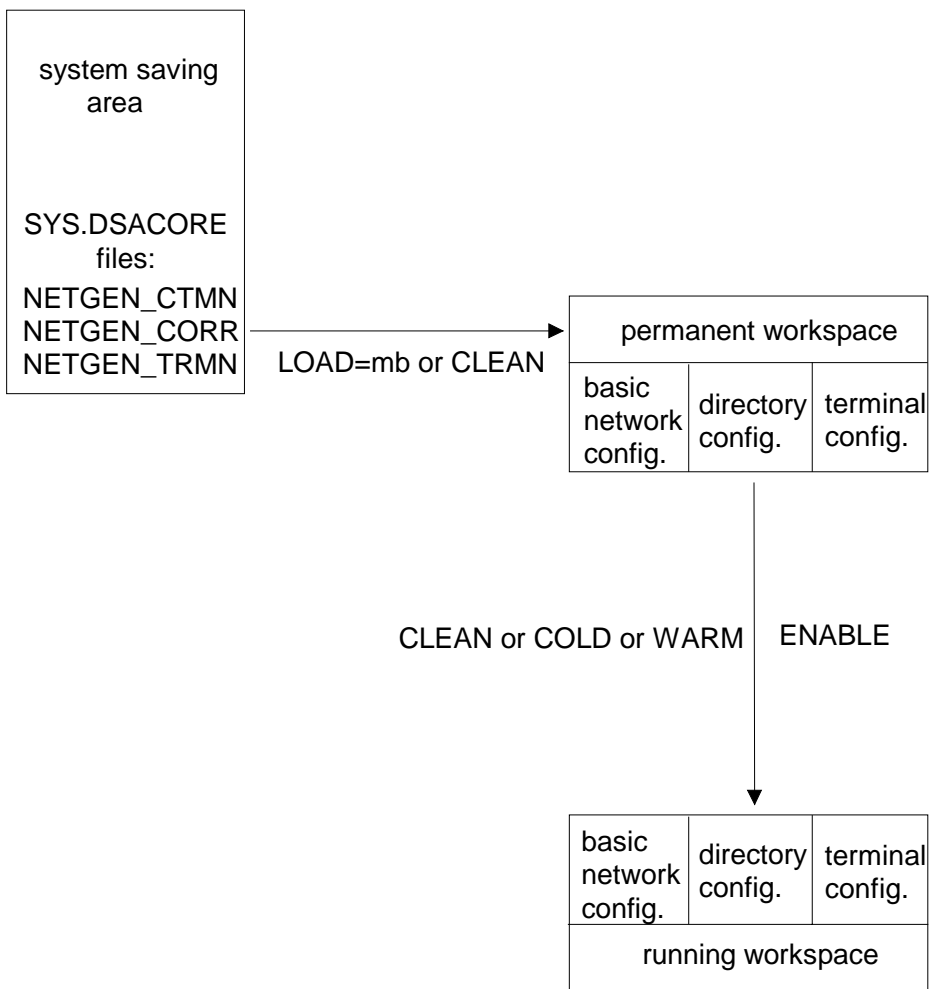 system saving
area
SYS.DSACORE
files:
NETGEN_CTMN
NETGEN_CORR
NETGEN_TRMN
LOAD=mb or CLEAN
permanent workspace
basic
network
config.
directory
config.
terminal
config.
CLEAN or COLD or WARM
ENABLE
basic
network
config.
directory
config.
terminal
config.
running workspace